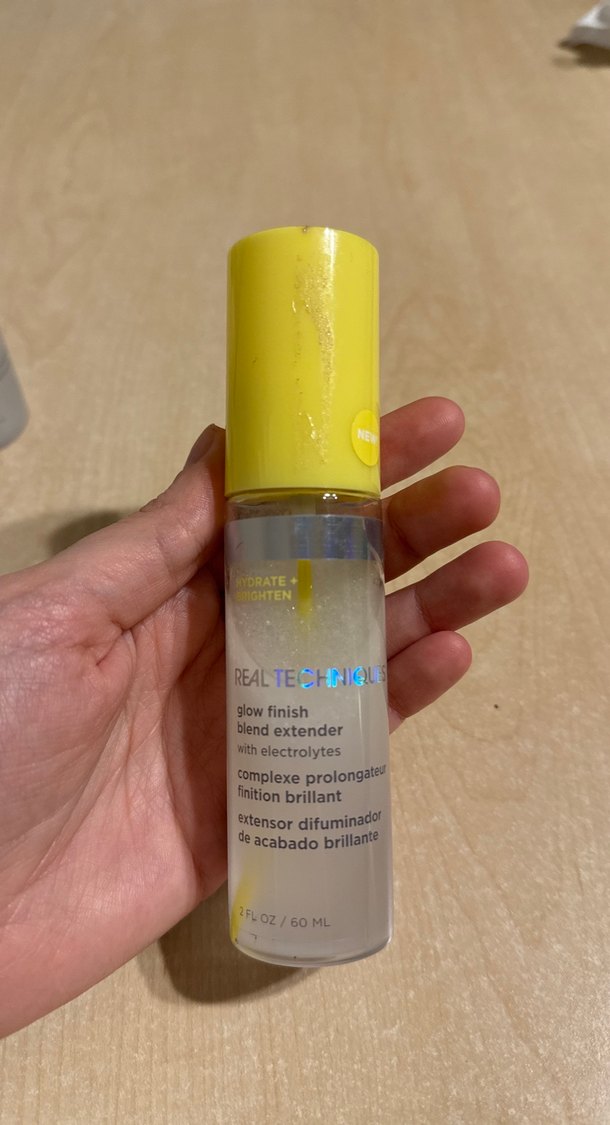 NEW!
HYDRATE +
BRIGHTEN
REAL TECHNIQUES
glow finish
blend extender
with electrolytes
complexe prolongateur
finition brillant
extensor difuminador
de acabado brillante
2 FL OZ / 60 ML